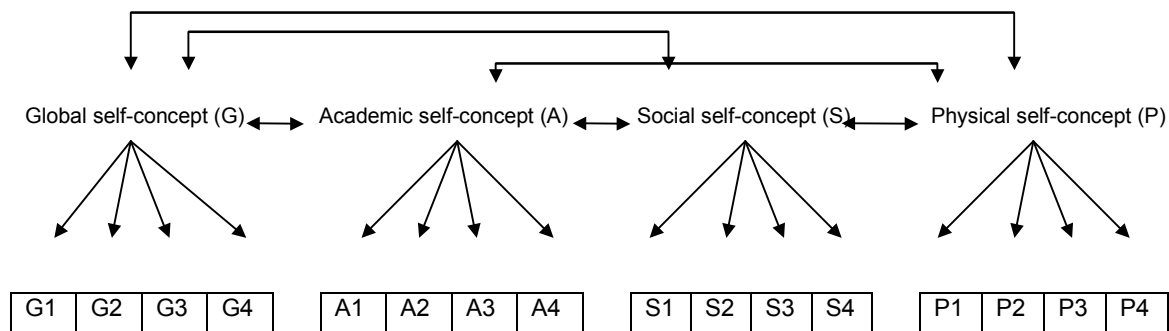 Global self-concept (G) Academic self-concept (A) Social self-concept (S) Physical self-concept (P)
G1 G2 G3 G4 A1 A2 A3 A4 S1 S2 S3 S4 P1 P2 P3 P4